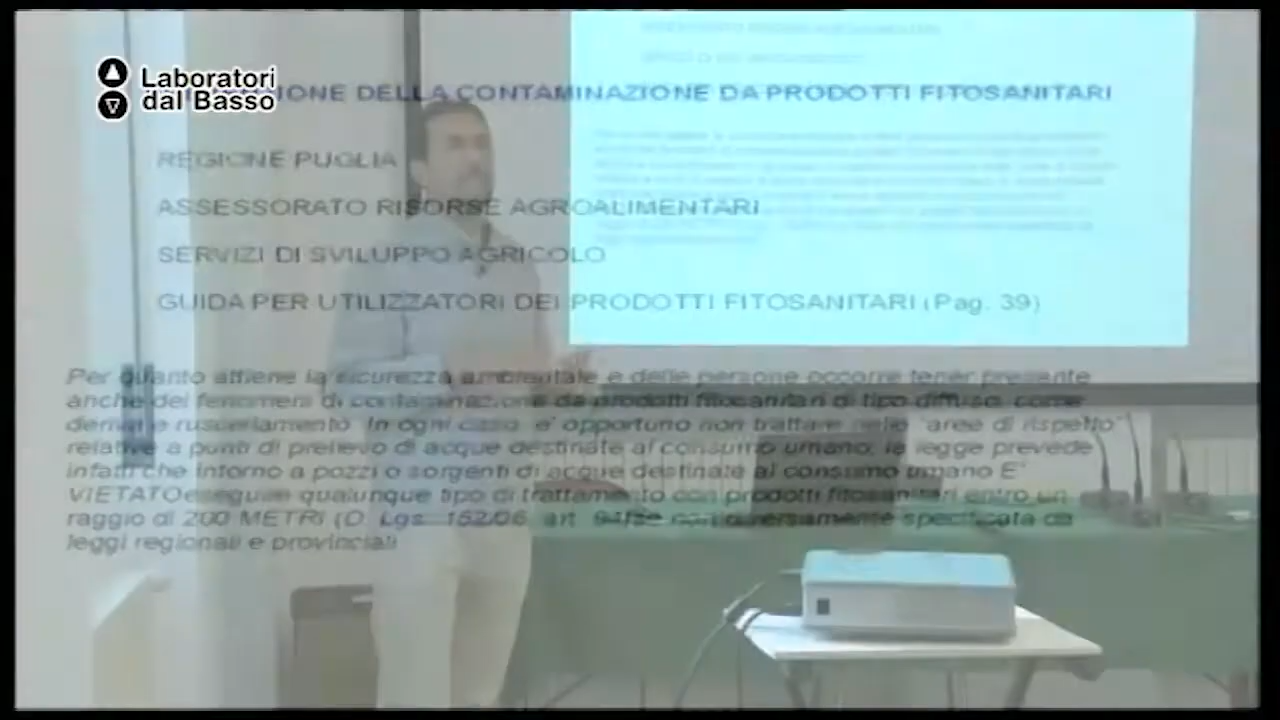 Laboratori
dal Basso
DELLA CONTAMINAZIONE DA PRODOTTI FITOSANITARI
REGIONE PUGLIA
ASSESSORATO RISORSE AGROALIMENTARI
SERVIZI DI SVILUPPO AGRICOLO
GUIDA PER UTILIZZATORI DEI PRODOTTI FITOSANITARI (Pag. 39)
Per quanto attiene la sicurezza ambientale e delle persone occorre tener presente
anche dei fenomeni di contaminazione da prodotti fitosanitari di tipo diffuso, come
deriva e ruscellamento. In ogni caso, e' opportuno non trattare nelle "aree di rispetto"
relative a punti di prelievo di acque destinate al consumo umano; la legge prevede
infatti che intorno a pozzi o sorgenti di acque destinate al consumo umano E'
VIETATO eseguire qualunque tipo di trattamento con prodotti fitosanitari entro un
raggio di 200 METRI (D. Lgs. 152/06, art. 94) se non diversamente specificata da
leggi regionali e provinciali